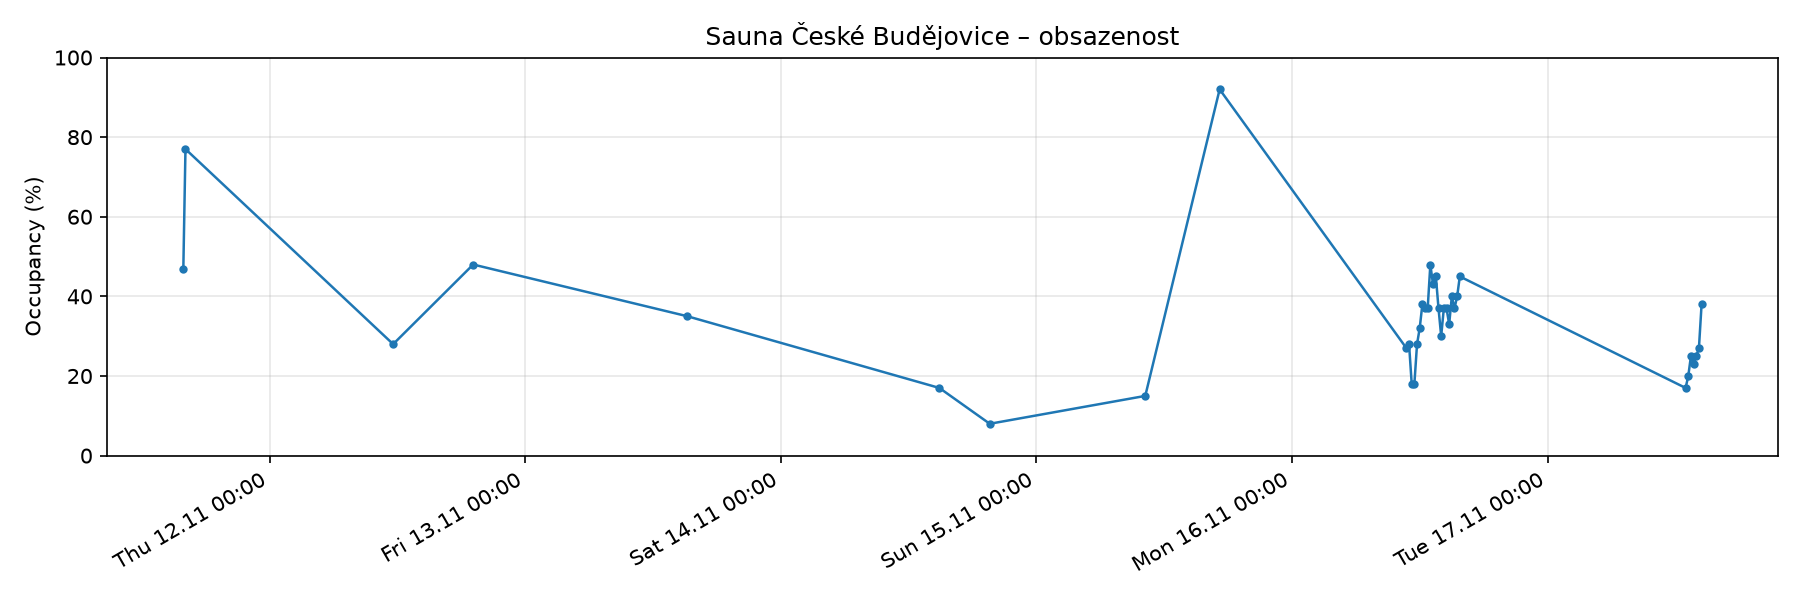 Sauna České Budějovice – obsazenost
Occupancy (%)
100
80
60
40
20
0
Thu 12.11 00:00
Fri 13.11 00:00
Sat 14.11 00:00
Sun 15.11 00:00
Mon 16.11 00:00
Tue 17.11 00:00